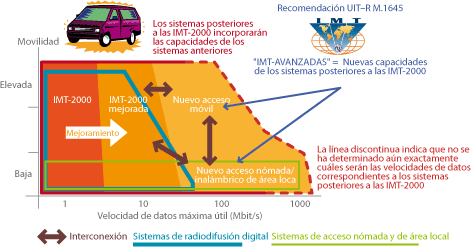 Recomendación UIT–R M.1645
Los sistemas posteriores
a las IMT-2000 incorporarán
las capacidades de los
sistemas anteriores
IMT
Movilidad
"IMT-AVANZADAS" = Nuevas capacidades
de los sistemas posteriores a las IMT-2000
Elevada
IMT-2000
IMT-2000
mejorada
Nuevo acceso
móvil
Mejoramiento
La línea discontinua indica que no se
ha determinado aún exactamente
cuáles serán las velocidades de datos
correspondientes a los sistemas
posteriores a las IMT-2000
Baja
Nuevo acceso nómada/
inalámbrico de área loca
1
10
100
1000
Velocidad de datos máxima útil (Mbit/s)
Interconexión
Sistemas de radiodifusión digital
Sistemas de acceso nómada y de área local